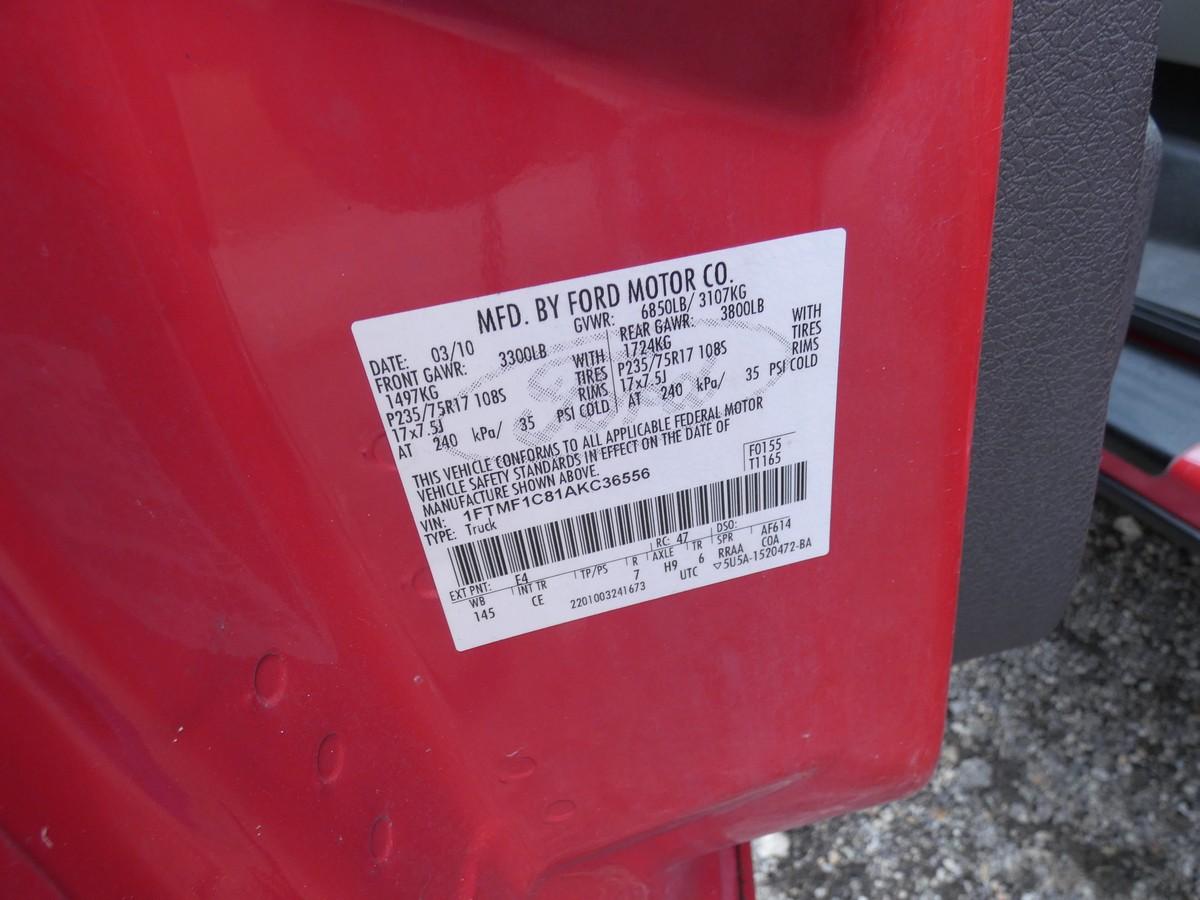 MFD. BY FORD MOTOR CO.
DATE: 03/10 GVWR: 6850LB/ 3107KG
FRONT GAWR: 3300LB REAR GAWR: 3800LB
1497KG WITH 1724KG WITH
P235/75R17 108S TIRES P235/75R17 108S TIRES
17x7.5J RIMS 17x7.5J RIMS
AT 240 kPa/ 35 PSI COLD AT 240 kPa/ 35 PSI COLD
THIS VEHICLE CONFORMS TO ALL APPLICABLE FEDERAL MOTOR
VEHICLE SAFETY STANDARDS IN EFFECT ON THE DATE OF
MANUFACTURE SHOWN ABOVE.
VIN: 1FTMF1C81AKC36556
TYPE: Truck
F0155
T1165
EXT PNT: E4 RC: 47 DSO:
WB INT TR TP/PS R AXLE TR SPR AF614
145 CE 7 H9 6 RRAA COA
2201003241673 UTC ▽5U5A-1520472-BA
Ford